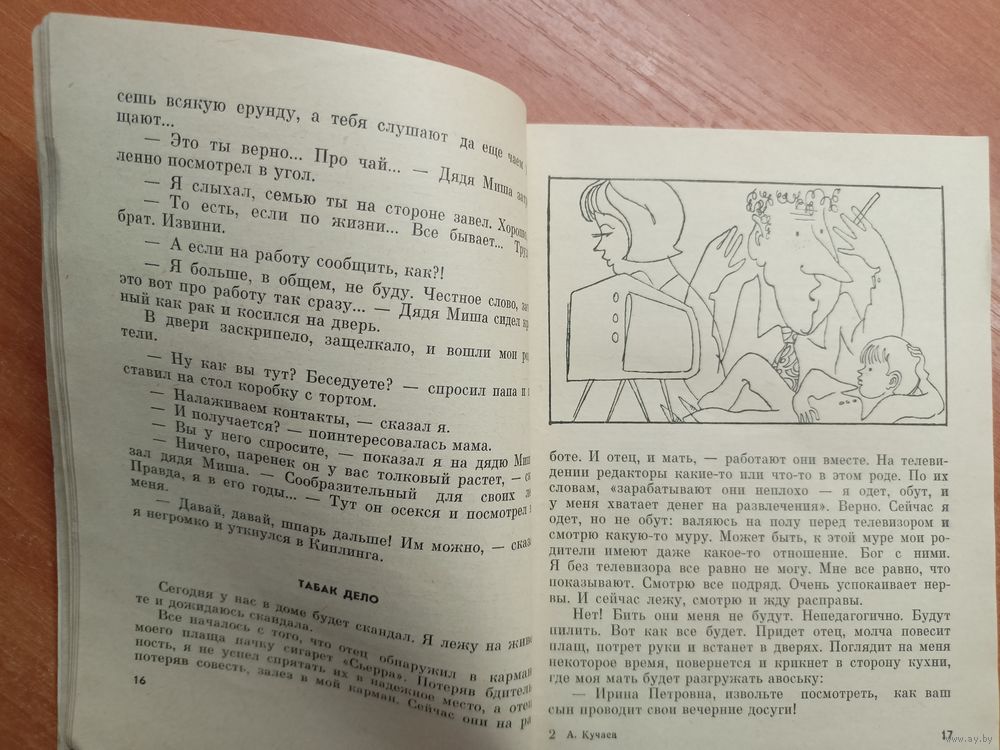 сешь всякую ерунду, а тебя слушают да еще чаем
щают...
— Это ты верно... Про чай... — Дядя Миша
ленно посмотрел в угол.
— Я слыхал, семью ты на стороне завел.
— То есть, если по жизни... Все бывает...
брат. Извини.
— А если на работу сообщить, как?!
— Я больше, в общем, не буду. Честное слово,
это вот про работу так сразу... — Дядя Миша сидел
ный как рак и косился на дверь.
В двери заскрипело, защелкало, и вошли мои
тели.
— Ну как вы тут? Беседуете? — спросил папа и
ставил на стол коробку с тортом.
— Налаживаем контакты, — сказал я.
— И получается? — поинтересовалась мама.
— Вы у него спросите, — показал я на дядю
— Ничего, паренек он у вас толковый растет, —
зал дядя Миша. — Сообразительный для своих
Правда, я в его годы... — Тут он осекся и посмотрел
меня.
— Давай, давай, шпарь дальше! Им можно, —
я негромко и уткнулся в Киплинга.
ТАБАК ДЕЛО
Сегодня у нас в доме будет скандал. Я лежу на
те и дожидаюсь скандала.
Все началось с того, что отец обнаружил в карман
моего плаща пачку сигарет «Сьерра». Потеряв
ность, я не успел спрятать их в надежное место, а
потеряв совесть, залез в мой карман. Сейчас они на
16
боте. И отец, и мать, — работают они вместе. На телеви-
дении редакторы какие-то или что-то в этом роде. По их
словам, «зарабатывают они неплохо — я одет, обут, и
у меня хватает денег на развлечения». Верно. Сейчас я
одет, но не обут: валяюсь на полу перед телевизором и
смотрю какую-то муру. Может быть, к этой муре мои ро-
дители имеют даже какое-то отношение. Бог с ними.
Я без телевизора все равно не могу. Мне все равно, что
показывают. Смотрю все подряд. Очень успокаивает нер-
вы. И сейчас лежу, смотрю и жду расправы.
Нет! Бить они меня не будут. Непедагогично. Будут
пилить. Вот как все будет. Придет отец, молча повесит
плащ, потрет руки и встанет в дверях. Поглядит на меня
некоторое время, повернется и крикнет в сторону кухни,
где моя мать будет разгружать авоську:
— Ирина Петровна, извольте посмотреть, как ваш
сын проводит свои вечерние досуги!
2 А. Кучаев
17
www.ay.by